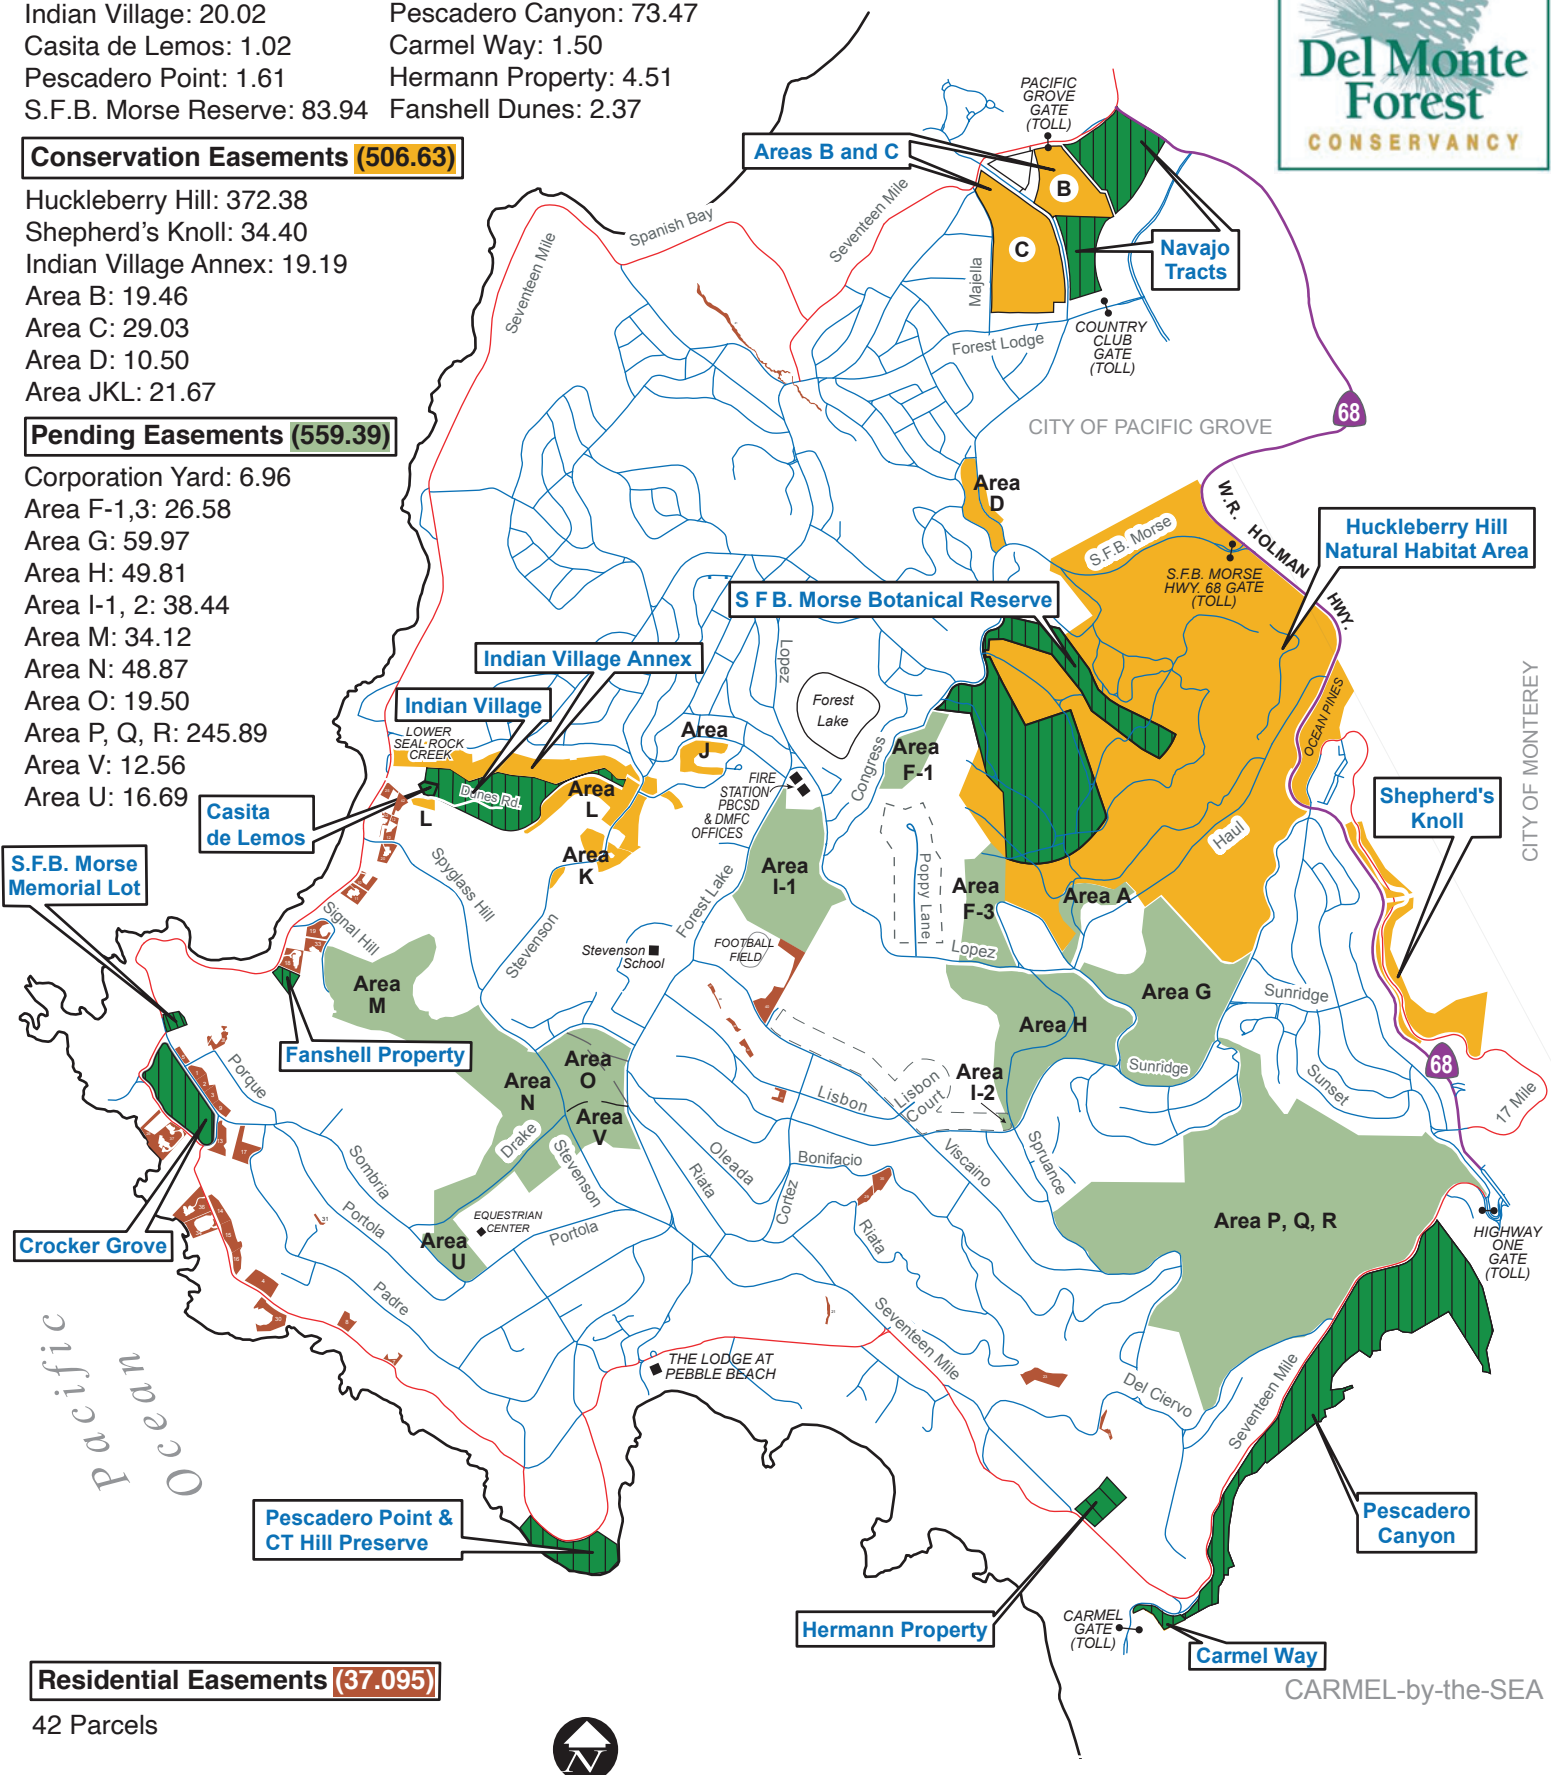 Indian Village: 20.02
Casita de Lemos: 1.02
Pescadero Point: 1.61
S.F.B. Morse Reserve: 83.94
Pescadero Canyon: 73.47
Carmel Way: 1.50
Hermann Property: 4.51
Fanshell Dunes: 2.37
Del Monte
Forest
CONSERVANCY
Conservation Easements (506.63)
Huckleberry Hill: 372.38
Shepherd's Knoll: 34.40
Indian Village Annex: 19.19
Area B: 19.46
Area C: 29.03
Area D: 10.50
Area JKL: 21.67
Pending Easements (559.39)
Corporation Yard: 6.96
Area F-1,3: 26.58
Area G: 59.97
Area H: 49.81
Area I-1, 2: 38.44
Area M: 34.12
Area N: 48.87
Area O: 19.50
Area P, Q, R: 245.89
Area V: 12.56
Area U: 16.69
PACIFIC
GROVE
GATE
(TOLL)
Areas B and C
B
C
Navajo
Tracts
Seventeen Mile
Spanish Bay
Seventeen Mile
Majella
Forest Lodge
COUNTRY
CLUB
GATE
(TOLL)
CITY OF PACIFIC GROVE
68
Area
D
W.R. HOLMAN HWY.
S.F.B. Morse
S.F.B. MORSE
HWY. 68 GATE
(TOLL)
Huckleberry Hill
Natural Habitat Area
S F B. Morse Botanical Reserve
Indian Village Annex
Indian Village
Lopez
Forest
Lake
OCEAN PINES
CITY OF MONTEREY
LOWER
SEAL ROCK
CREEK
Area
J
Area
F-1
Congress
FIRE
STATION
PBCSD
& DMFC
OFFICES
Dunes Rd.
Area
L
L
Casita
de Lemos
Area
K
Shepherd's
Knoll
Haul
Poppy Lane
Area
I-1
Area
F-3
Area A
S.F.B. Morse
Memorial Lot
Spyglass Hill
Signal Hill
Stevenson
Forest Lake
Stevenson
School
FOOTBALL
FIELD
Lopez
Area
M
Area G
Sunridge
Area H
Fanshell Property
Porque
Area
O
Area
N
Area
V
Area
I-2
Sunridge
68
Sunset
17 Mile
Lisbon
Lisbon
Court
Drake
Stevenson
Sombria
Portola
Oleada
Riata
Bonifacio
Cortez
Viscaino
Spruance
Riata
Crocker Grove
EQUESTRIAN
CENTER
Area
U
Portola
Area P, Q, R
HIGHWAY
ONE
GATE
(TOLL)
Padre
Pacific
Ocean
Seventeen Mile
THE LODGE AT
PEBBLE BEACH
Del Ciervo
Seventeen Mile
Pescadero Point &
CT Hill Preserve
Pescadero
Canyon
Hermann Property
CARMEL
GATE
(TOLL)
Carmel Way
CARMEL-by-the-SEA
Residential Easements (37.095)
42 Parcels
N